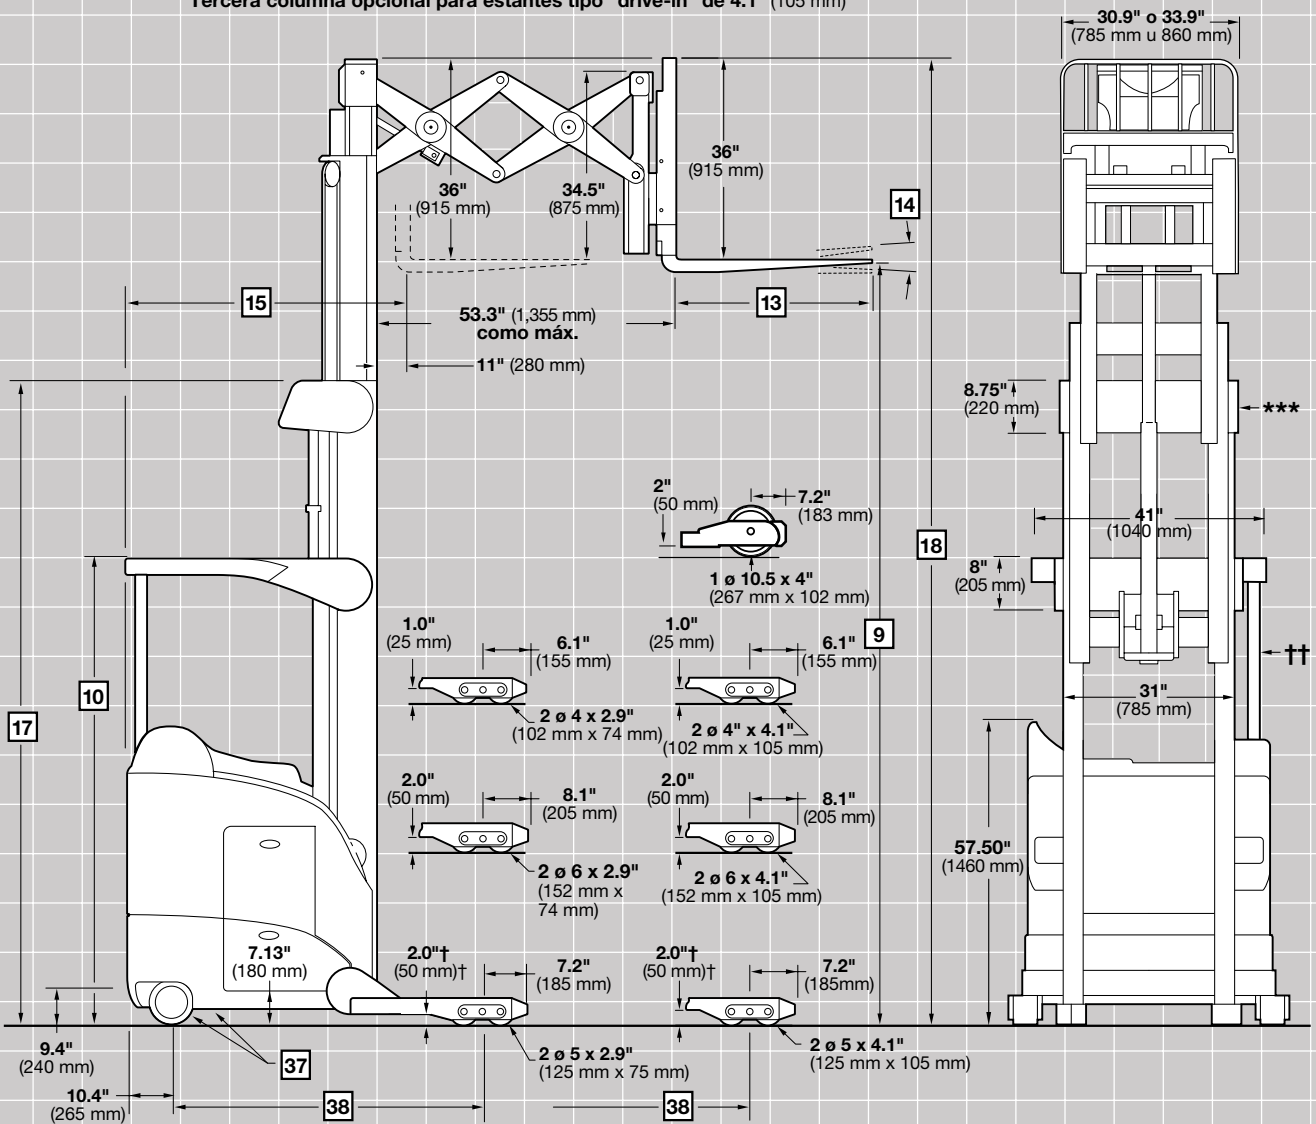 Tercera columna opcional para estantes tipo "drive-in" de 4.1" (105 mm)
30.9" o 33.9"
(785 mm u 860 mm)
36"
(915 mm)
34.5"
(875 mm)
36"
(915 mm)
14
15
53.3" (1,355 mm)
como máx.
13
11" (280 mm)
8.75"
(220 mm)
***
2"
(50 mm)
7.2"
(183 mm)
41"
(1040 mm)
18
1 ø 10.5 x 4"
(267 mm x 102 mm)
8"
(205 mm)
1.0"
(25 mm)
6.1"
(155 mm)
1.0"
(25 mm)
6.1"
(155 mm)
9
††
10
17
2 ø 4 x 2.9"
(102 mm x 74 mm)
2 ø 4" x 4.1"
(102 mm x 105 mm)
31"
(785 mm)
2.0"
(50 mm)
8.1"
(205 mm)
2.0"
(50 mm)
8.1"
(205 mm)
57.50"
(1460 mm)
2 ø 6 x 2.9"
(152 mm x
74 mm)
2 ø 6 x 4.1"
(152 mm x 105 mm)
7.13"
(180 mm)
2.0"†
(50 mm)†
7.2"
(185 mm)
2.0"†
(50 mm)†
7.2"
(185mm)
9.4"
(240 mm)
37
2 ø 5 x 2.9"
(125 mm x 75 mm)
2 ø 5 x 4.1"
(125 mm x 105 mm)
10.4"
(265 mm)
38
38